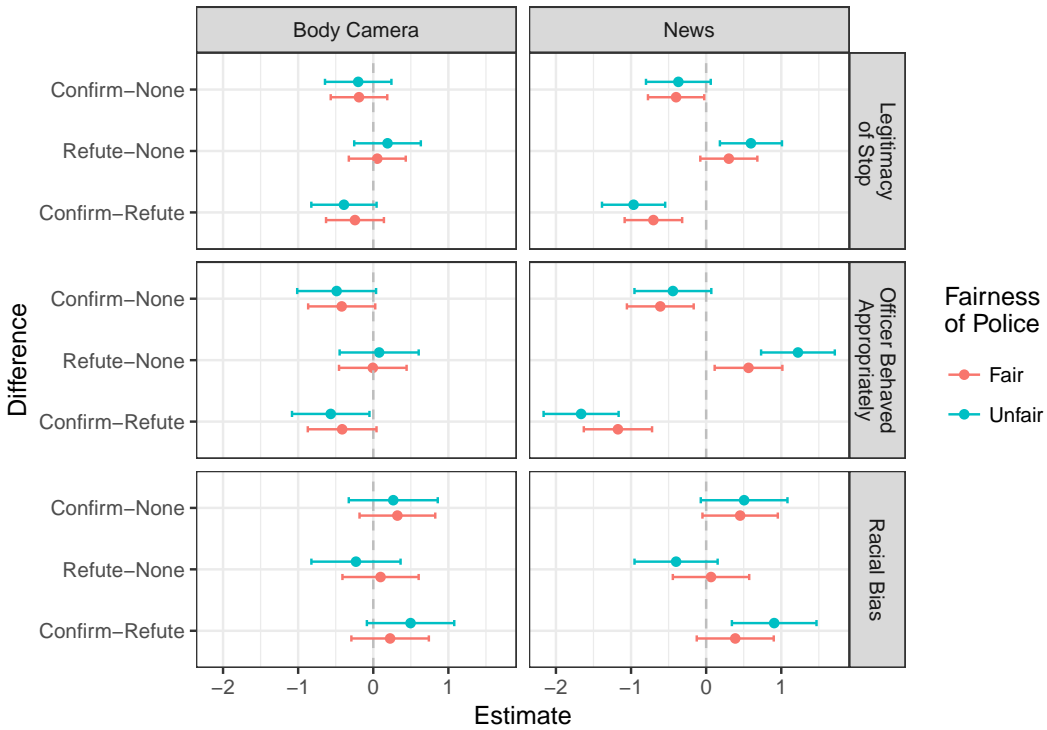 Body Camera
News
Confirm−None
Refute−None
Confirm−Refute
Legitimacy
of Stop
Confirm−None
Refute−None
Confirm−Refute
Officer Behaved
Appropriately
Confirm−None
Refute−None
Confirm−Refute
Racial Bias
Difference
−2 −1 0 1
−2 −1 0 1
Estimate
Fairness
of Police
Fair
Unfair